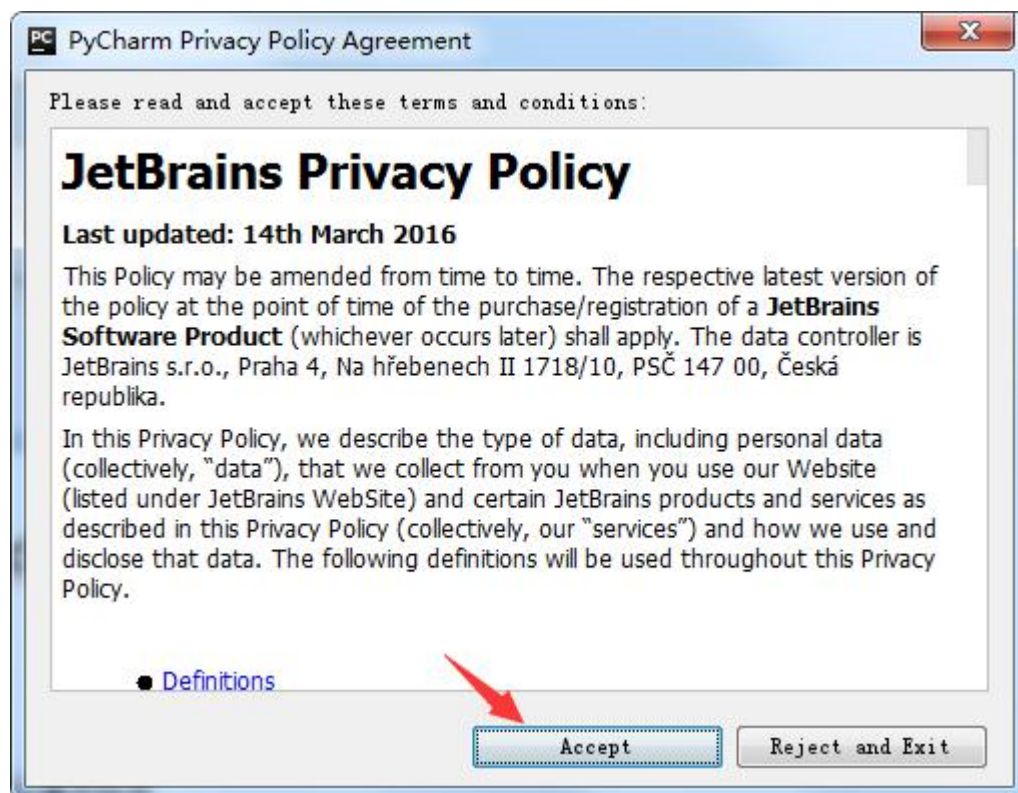 PC PyCharm Privacy Policy Agreement
Please read and accept these terms and conditions:
JetBrains Privacy Policy
Last updated: 14th March 2016
This Policy may be amended from time to time. The respective latest version of
the policy at the point of time of the purchase/registration of a JetBrains
Software Product (whichever occurs later) shall apply. The data controller is
JetBrains s.r.o., Praha 4, Na hřebenech II 1718/10, PSČ 147 00, Česká
republika.
In this Privacy Policy, we describe the type of data, including personal data
(collectively, “data”), that we collect from you when you use our Website
(listed under JetBrains WebSite) and certain JetBrains products and services as
described in this Privacy Policy (collectively, our “services”) and how we use and
disclose that data. The following definitions will be used throughout this Privacy
Policy.
● Definitions
Accept Reject and Exit